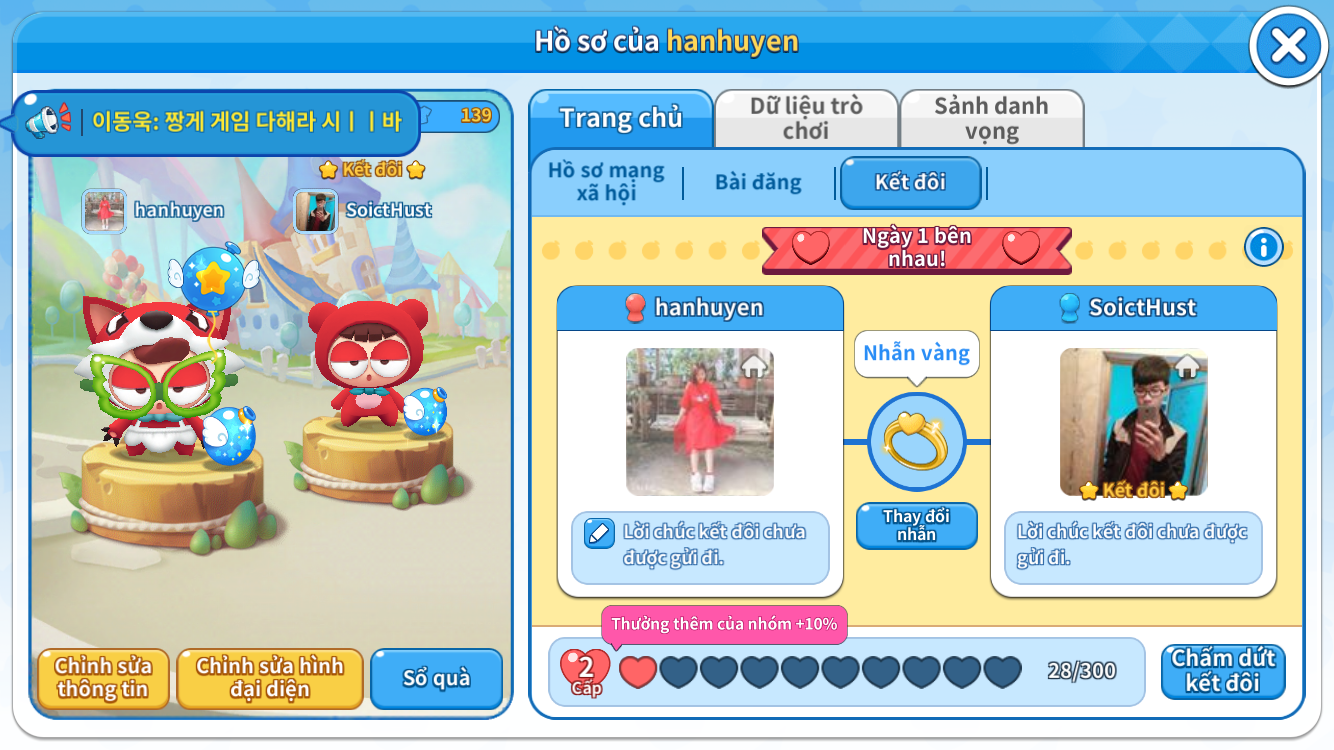 Hồ sơ của hanhuyen
이동욱: 짱게 게임 다해라 시ㅣㅣ바
139
Kết đôi
hanhuyen
SoictHust
Chỉnh sửa
thông tin
Chỉnh sửa hình
đại diện
Sổ quà
Trang chủ
Dữ liệu trò
chơi
Sảnh danh
vọng
Hồ sơ mạng
xã hội
Bài đăng
Kết đôi
Ngày 1 bên
nhau!
hanhuyen
Lời chúc kết đôi chưa
được gửi đi.
Nhẫn vàng
Thay đổi
nhẫn
SoictHust
Kết đôi
Lời chúc kết đôi chưa được
gửi đi.
Thưởng thêm của nhóm +10%
2
Cấp
28/300
Chấm dứt
kết đôi